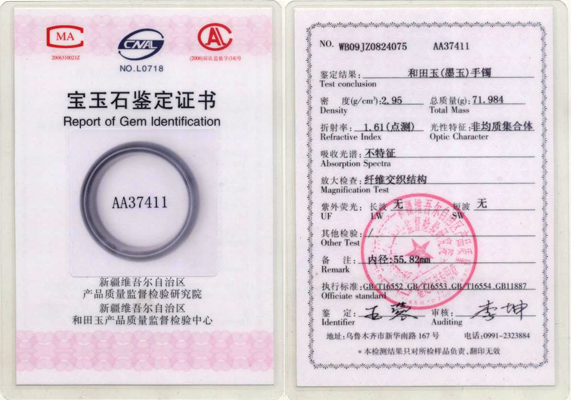 MA
2008310021Z
CNAL
NO.L0718
AL
宝玉石鉴定证书
Report of Gem Identification
AA37411
新疆维吾尔自治区
产品质量监督检验研究院
新疆维吾尔自治区
和田玉产品质量监督检验中心
NO. WB09JZ0824075 AA37411
鉴定结果: 和田玉(墨玉)手镯
Test conclusion
密 度(g/cm³):2.95 总质量(g):71.984
Density Total Mass
折射率: 1.61(点测) 光性特征:非均质集合体
Refractive Index Optic Character
吸收光谱: 不特征
Absorption Spectra
放大检查: 纤维交织结构
Magnification Test
紫外荧光: 长波 无 短波 无
UF LW SW
其他检验: /
Other Test
备 注: 内径:55.82mm
Remark
执行标准:GB/T16552 GB/T16553 GB/T16554.GB11887
Officiate standard
鉴 定: 审核: 李坤
Identifier Auditing
地址:乌鲁木齐市新华南路167号 电话:0991-2323884
*本检测结果只对所检样品负责,翻印无效